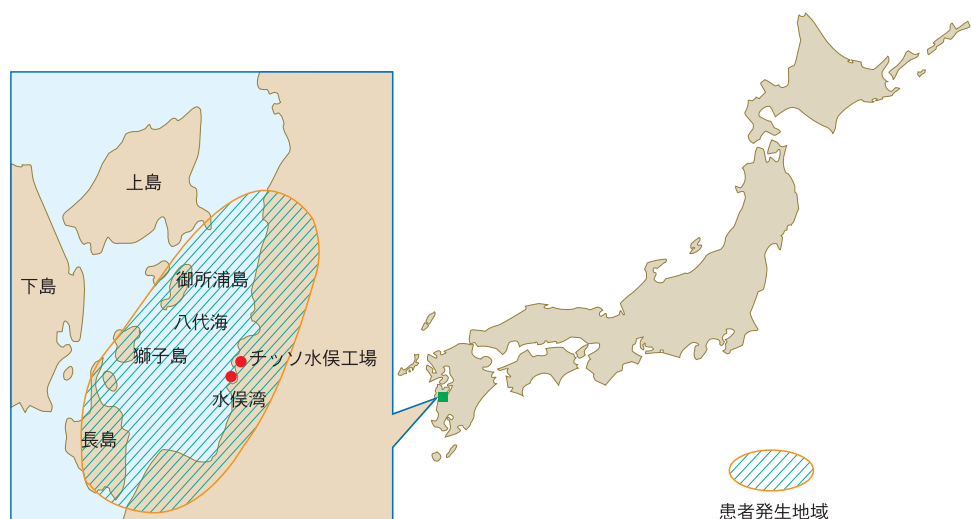 上島
下島
御所浦島
八代海
獅子島
チッソ水俣工場
水俣湾
長島
患者発生地域